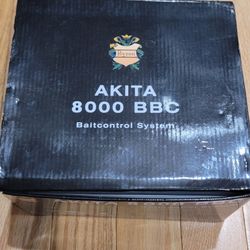 AKITA
8000 BBC
Baitcontrol System